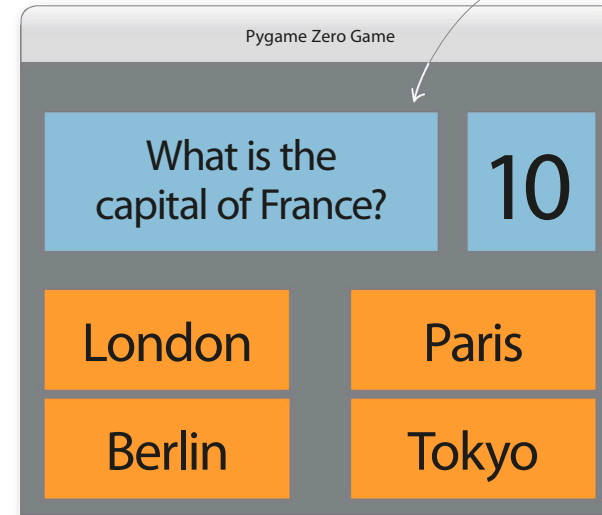 Pygame Zero Game
What is the
capital of France?
10
London
Paris
Berlin
Tokyo